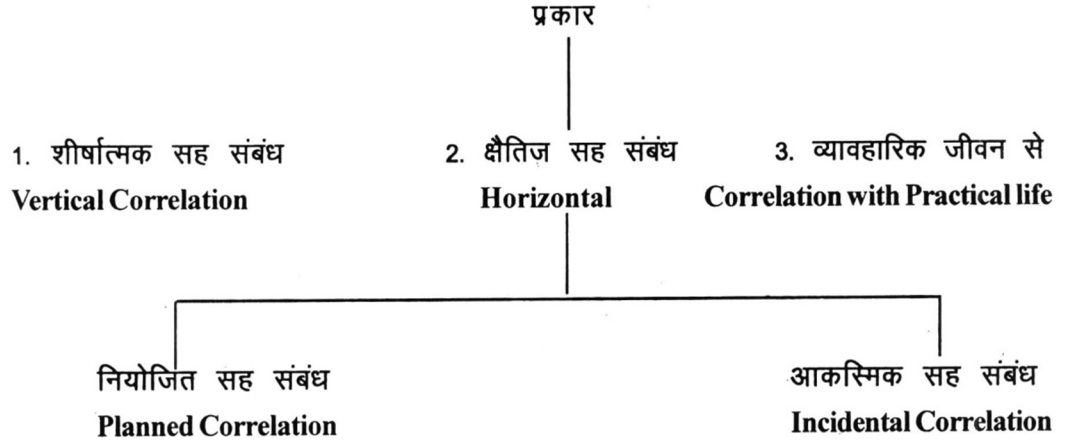 प्रकार
1. शीर्षात्मक सह संबंध
Vertical Correlation
2. क्षैतिज सह संबंध
Horizontal
3. व्यावहारिक जीवन से
Correlation with Practical life
नियोजित सह संबंध
Planned Correlation
आकस्मिक सह संबंध
Incidental Correlation